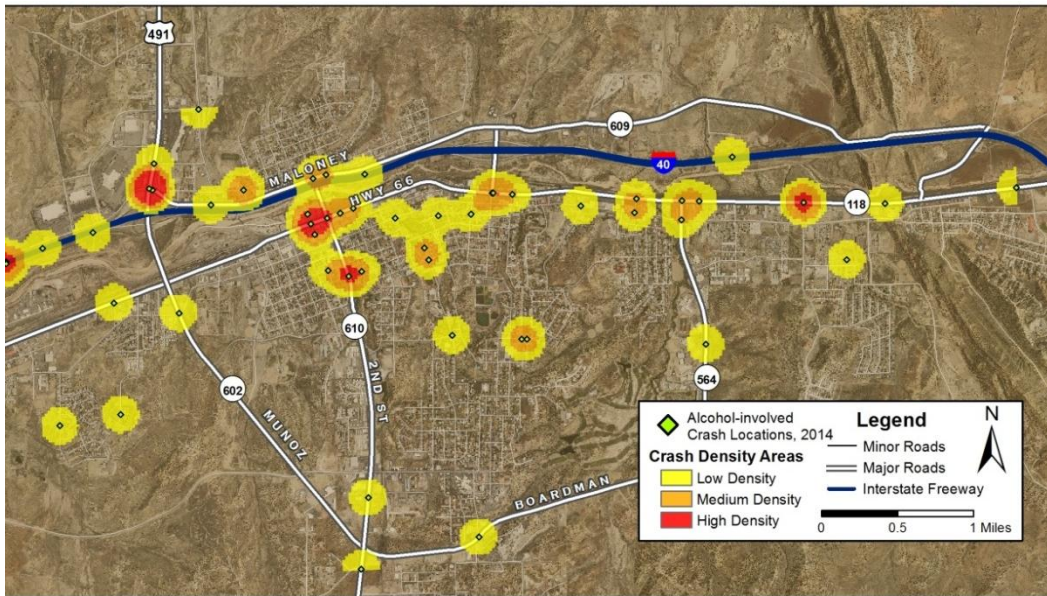 491
609
MALONEY
40
HWY 66
118
610
2ND ST
602
564
MUNOZ
BOARDMAN
Alcohol-involved
Crash Locations, 2014
Crash Density Areas
Low Density
Medium Density
High Density
Legend
Minor Roads
Major Roads
Interstate Freeway
N
0 0.5 1 Miles